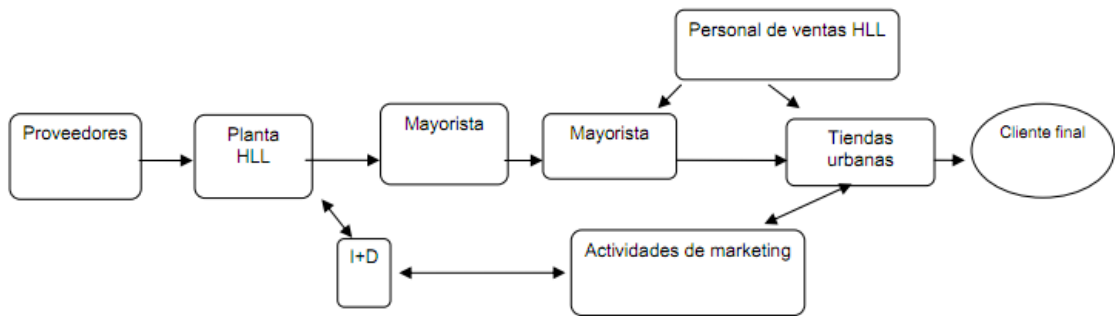 Personal de ventas HLL
Proveedores
Planta
HLL
Mayorista
Mayorista
Tiendas
urbanas
Cliente final
I+D
Actividades de marketing